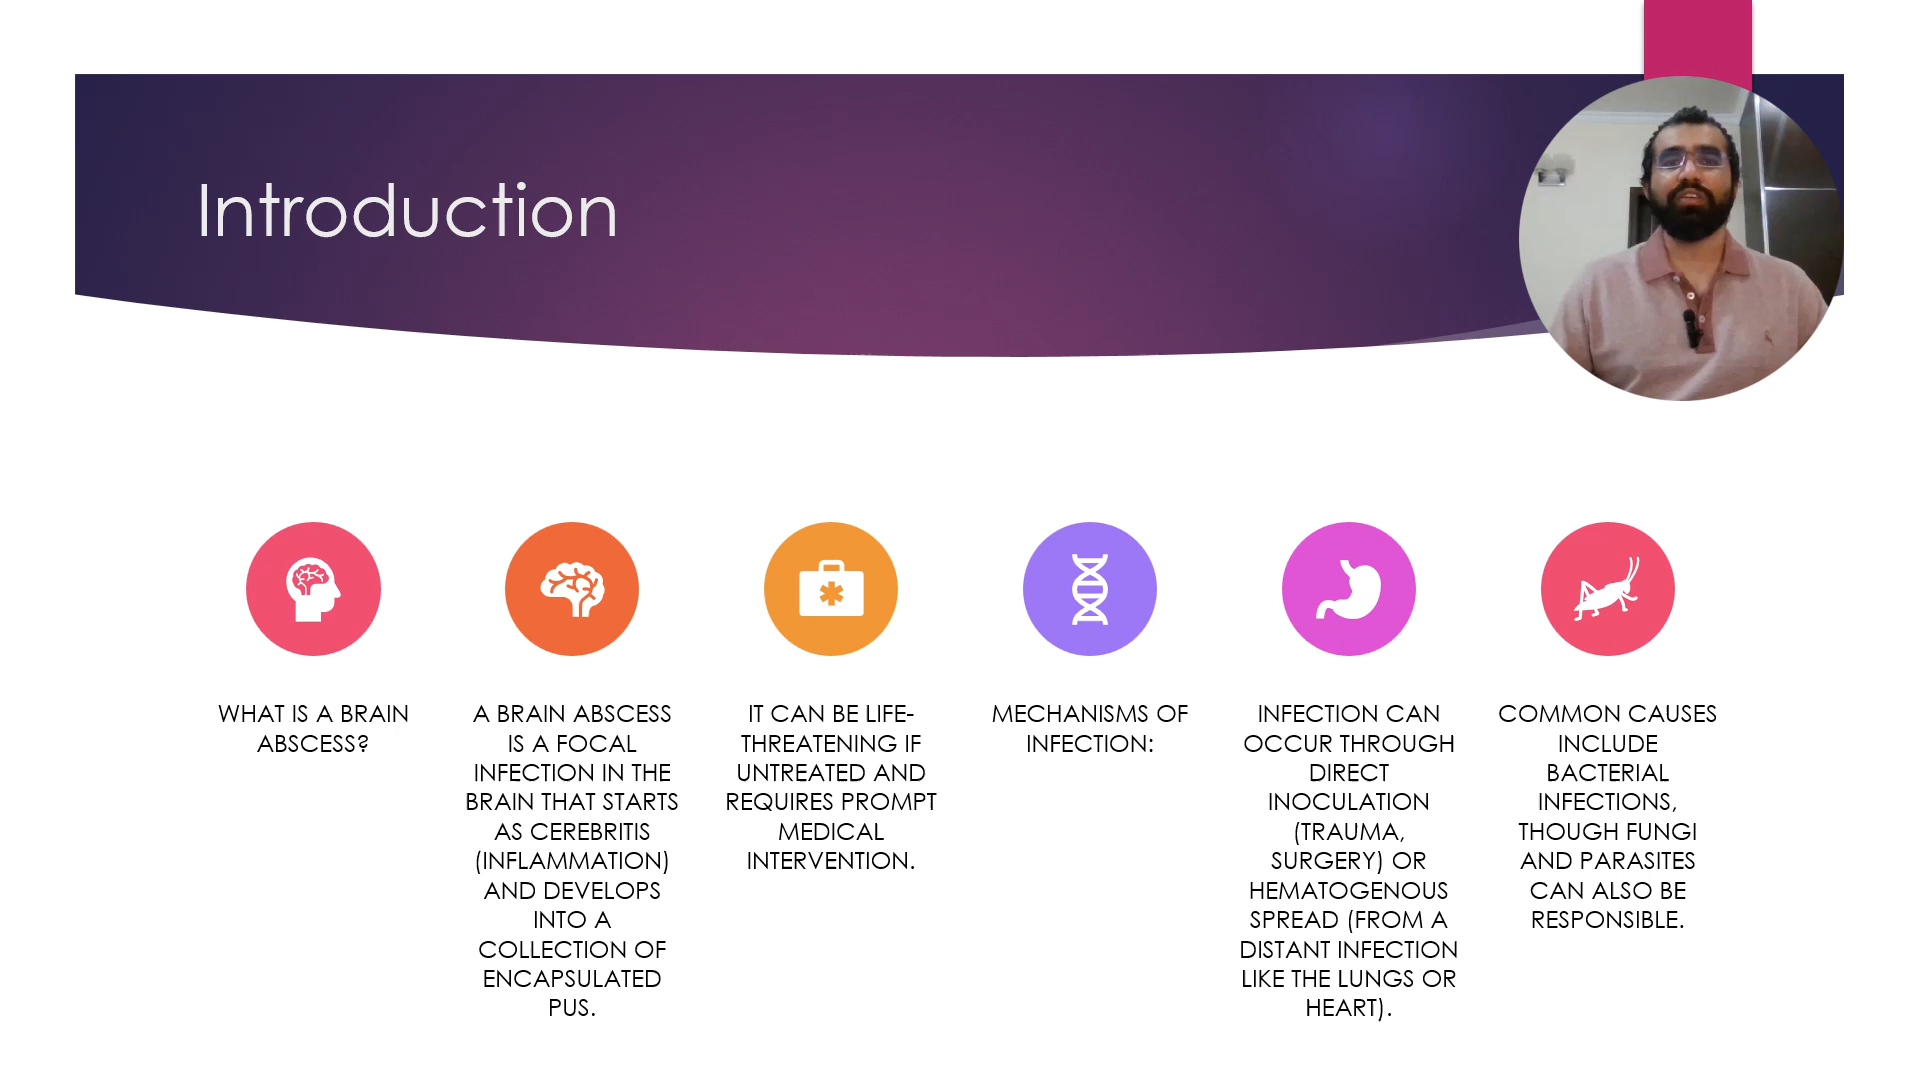 Introduction
WHAT IS A BRAIN
ABSCESS?
A BRAIN ABSCESS
IS A FOCAL
INFECTION IN THE
BRAIN THAT STARTS
AS CEREBRITIS
(INFLAMMATION)
AND DEVELOPS
INTO A
COLLECTION OF
ENCAPSULATED
PUS.
IT CAN BE LIFE-
THREATENING IF
UNTREATED AND
REQUIRES PROMPT
MEDICAL
INTERVENTION.
MECHANISMS OF
INFECTION:
INFECTION CAN
OCCUR THROUGH
DIRECT
INOCULATION
(TRAUMA,
SURGERY) OR
HEMATOGENOUS
SPREAD (FROM A
DISTANT INFECTION
LIKE THE LUNGS OR
HEART).
COMMON CAUSES
INCLUDE
BACTERIAL
INFECTIONS,
THOUGH FUNGI
AND PARASITES
CAN ALSO BE
RESPONSIBLE.